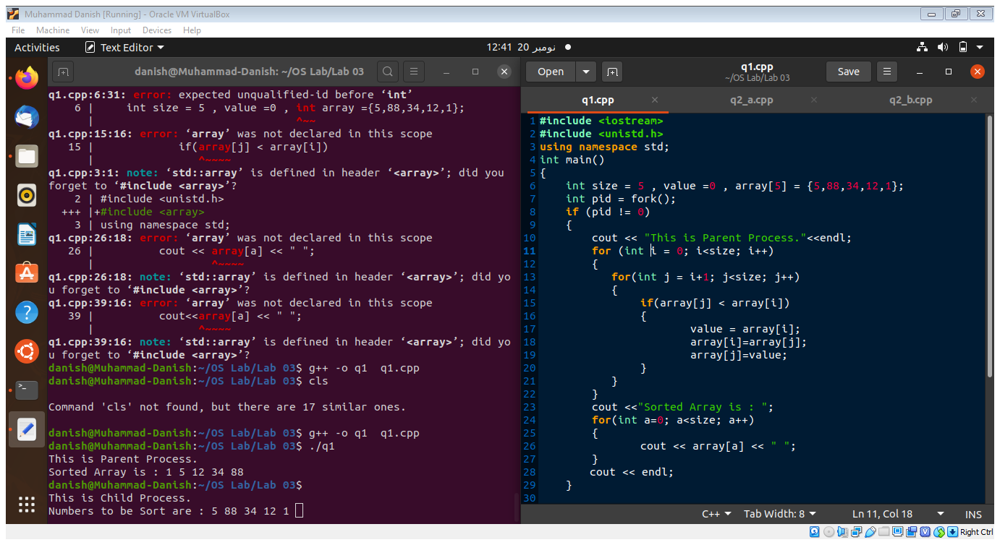 Muhammad Danish [Running] - Oracle VM VirtualBox
File Machine View Input Devices Help
Activities Text Editor 12:41 20 نومبر
danish@Muhammad-Danish: ~/OS Lab/Lab 03
q1.cpp:6:31: error: expected unqualified-id before ‘int’
6 | int size = 5 , value =0 , int array ={5,88,34,12,1};
| ^~~
q1.cpp:15:16: error: ‘array’ was not declared in this scope
15 | if(array[j] < array[i])
| ^~~~~
q1.cpp:3:1: note: ‘std::array’ is defined in header ‘<array>’; did you
forget to ‘#include <array>’?
2 | #include <unistd.h>
+++ |+#include <array>
3 | using namespace std;
q1.cpp:26:18: error: ‘array’ was not declared in this scope
26 | cout << array[a] << " ";
| ^~~~~
q1.cpp:26:18: note: ‘std::array’ is defined in header ‘<array>’; did yo
u forget to ‘#include <array>’?
q1.cpp:39:16: error: ‘array’ was not declared in this scope
39 | cout<<array[a] << " ";
| ^~~~~
q1.cpp:39:16: note: ‘std::array’ is defined in header ‘<array>’; did yo
u forget to ‘#include <array>’?
danish@Muhammad-Danish:~/OS Lab/Lab 03$ g++ -o q1  q1.cpp
danish@Muhammad-Danish:~/OS Lab/Lab 03$ cls
Command 'cls' not found, but there are 17 similar ones.
danish@Muhammad-Danish:~/OS Lab/Lab 03$ g++ -o q1  q1.cpp
danish@Muhammad-Danish:~/OS Lab/Lab 03$ ./q1
This is Parent Process.
Sorted Array is : 1 5 12 34 88
danish@Muhammad-Danish:~/OS Lab/Lab 03$
This is Child Process.
Numbers to be Sort are : 5 88 34 12 1
Open q1.cpp Save
~/OS Lab/Lab 03
q1.cpp q2_a.cpp q2_b.cpp
1 #include <iostream>
2 #include <unistd.h>
3 using namespace std;
4 int main()
5 {
6 int size = 5 , value =0 , array[5] = {5,88,34,12,1};
7 int pid = fork();
8 if (pid != 0)
9 {
10 cout << "This is Parent Process."<<endl;
11 for (int i = 0; i<size; i++)
12 {
13 for(int j = i+1; j<size; j++)
14 {
15 if(array[j] < array[i])
16 {
17 value = array[i];
18 array[i]=array[j];
19 array[j]=value;
20 }
21 }
22 }
23 cout <<"Sorted Array is : ";
24 for(int a=0; a<size; a++)
25 {
26 cout << array[a] << " ";
27 }
28 cout << endl;
29 }
30
C++ Tab Width: 8 Ln 11, Col 18 INS
Right Ctrl